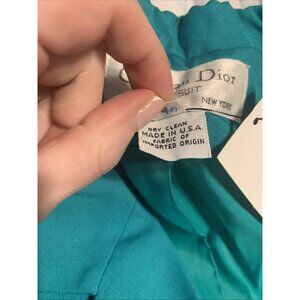 Dior
SUIT
NEW YORK
DRY CLEAN
MADE IN U.S.A.
FABRIC OF
IMPORTED ORIGIN